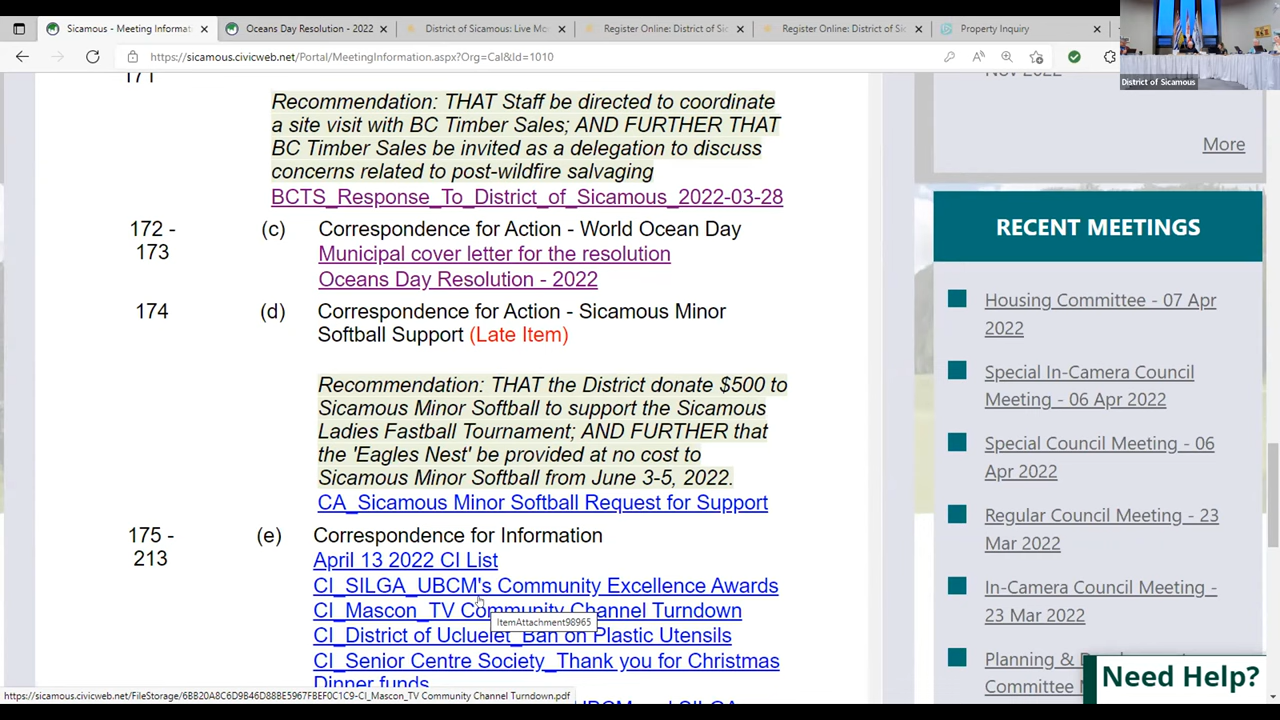 Sicamous - Meeting Informati
Oceans Day Resolution - 2022
District of Sicamous: Live Mo
Register Online: District of Sic
Register Online: District of Sic
Property Inquiry
https://sicamous.civicweb.net/Portal/MeetingInformation.aspx?Org=Cal&Id=1010
District of Sicamous
171
Recommendation: THAT Staff be directed to coordinate
a site visit with BC Timber Sales; AND FURTHER THAT
BC Timber Sales be invited as a delegation to discuss
concerns related to post-wildfire salvaging
BCTS_Response_To_District_of_Sicamous_2022-03-28
172 - (c) Correspondence for Action - World Ocean Day
173 Municipal cover letter for the resolution
Oceans Day Resolution - 2022
174 (d) Correspondence for Action - Sicamous Minor
Softball Support (Late Item)
Recommendation: THAT the District donate $500 to
Sicamous Minor Softball to support the Sicamous
Ladies Fastball Tournament; AND FURTHER that
the 'Eagles Nest' be provided at no cost to
Sicamous Minor Softball from June 3-5, 2022.
CA_Sicamous Minor Softball Request for Support
175 - (e) Correspondence for Information
213 April 13 2022 CI List
CI_SILGA_UBCM's Community Excellence Awards
CI_Mascon_TV Community Channel Turndown
ItemAttachment98965
CI_District of Ucluelet_Ban on Plastic Utensils
CI_Senior Centre Society_Thank you for Christmas
Dinner funds
https://sicamous.civicweb.net/FileStorage/6BB20A8C6D9B46D88BE5967FBEF0C1C9-CI_Mascon_TV Community Channel Turndown.pdf
Nov 2022
More
RECENT MEETINGS
Housing Committee - 07 Apr
2022
Special In-Camera Council
Meeting - 06 Apr 2022
Special Council Meeting - 06
Apr 2022
Regular Council Meeting - 23
Mar 2022
In-Camera Council Meeting -
23 Mar 2022
Planning &
Committee
Need Help?